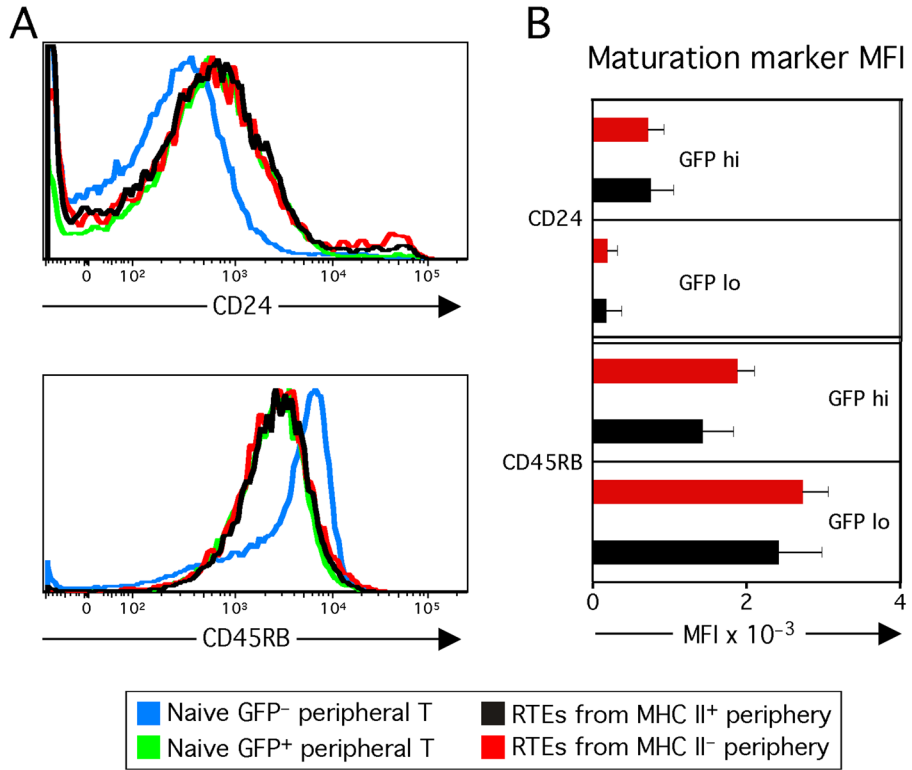 A
B
Maturation marker MFI
0 10² 10³ 10⁴ 10⁵
CD24
0 10² 10³ 10⁴ 10⁵
CD45RB
GFP hi
CD24
GFP lo
GFP hi
CD45RB
GFP lo
0 2 4
MFI x 10⁻³
Naive GFP⁻ peripheral T
Naive GFP⁺ peripheral T
RTEs from MHC II⁺ periphery
RTEs from MHC II⁻ periphery